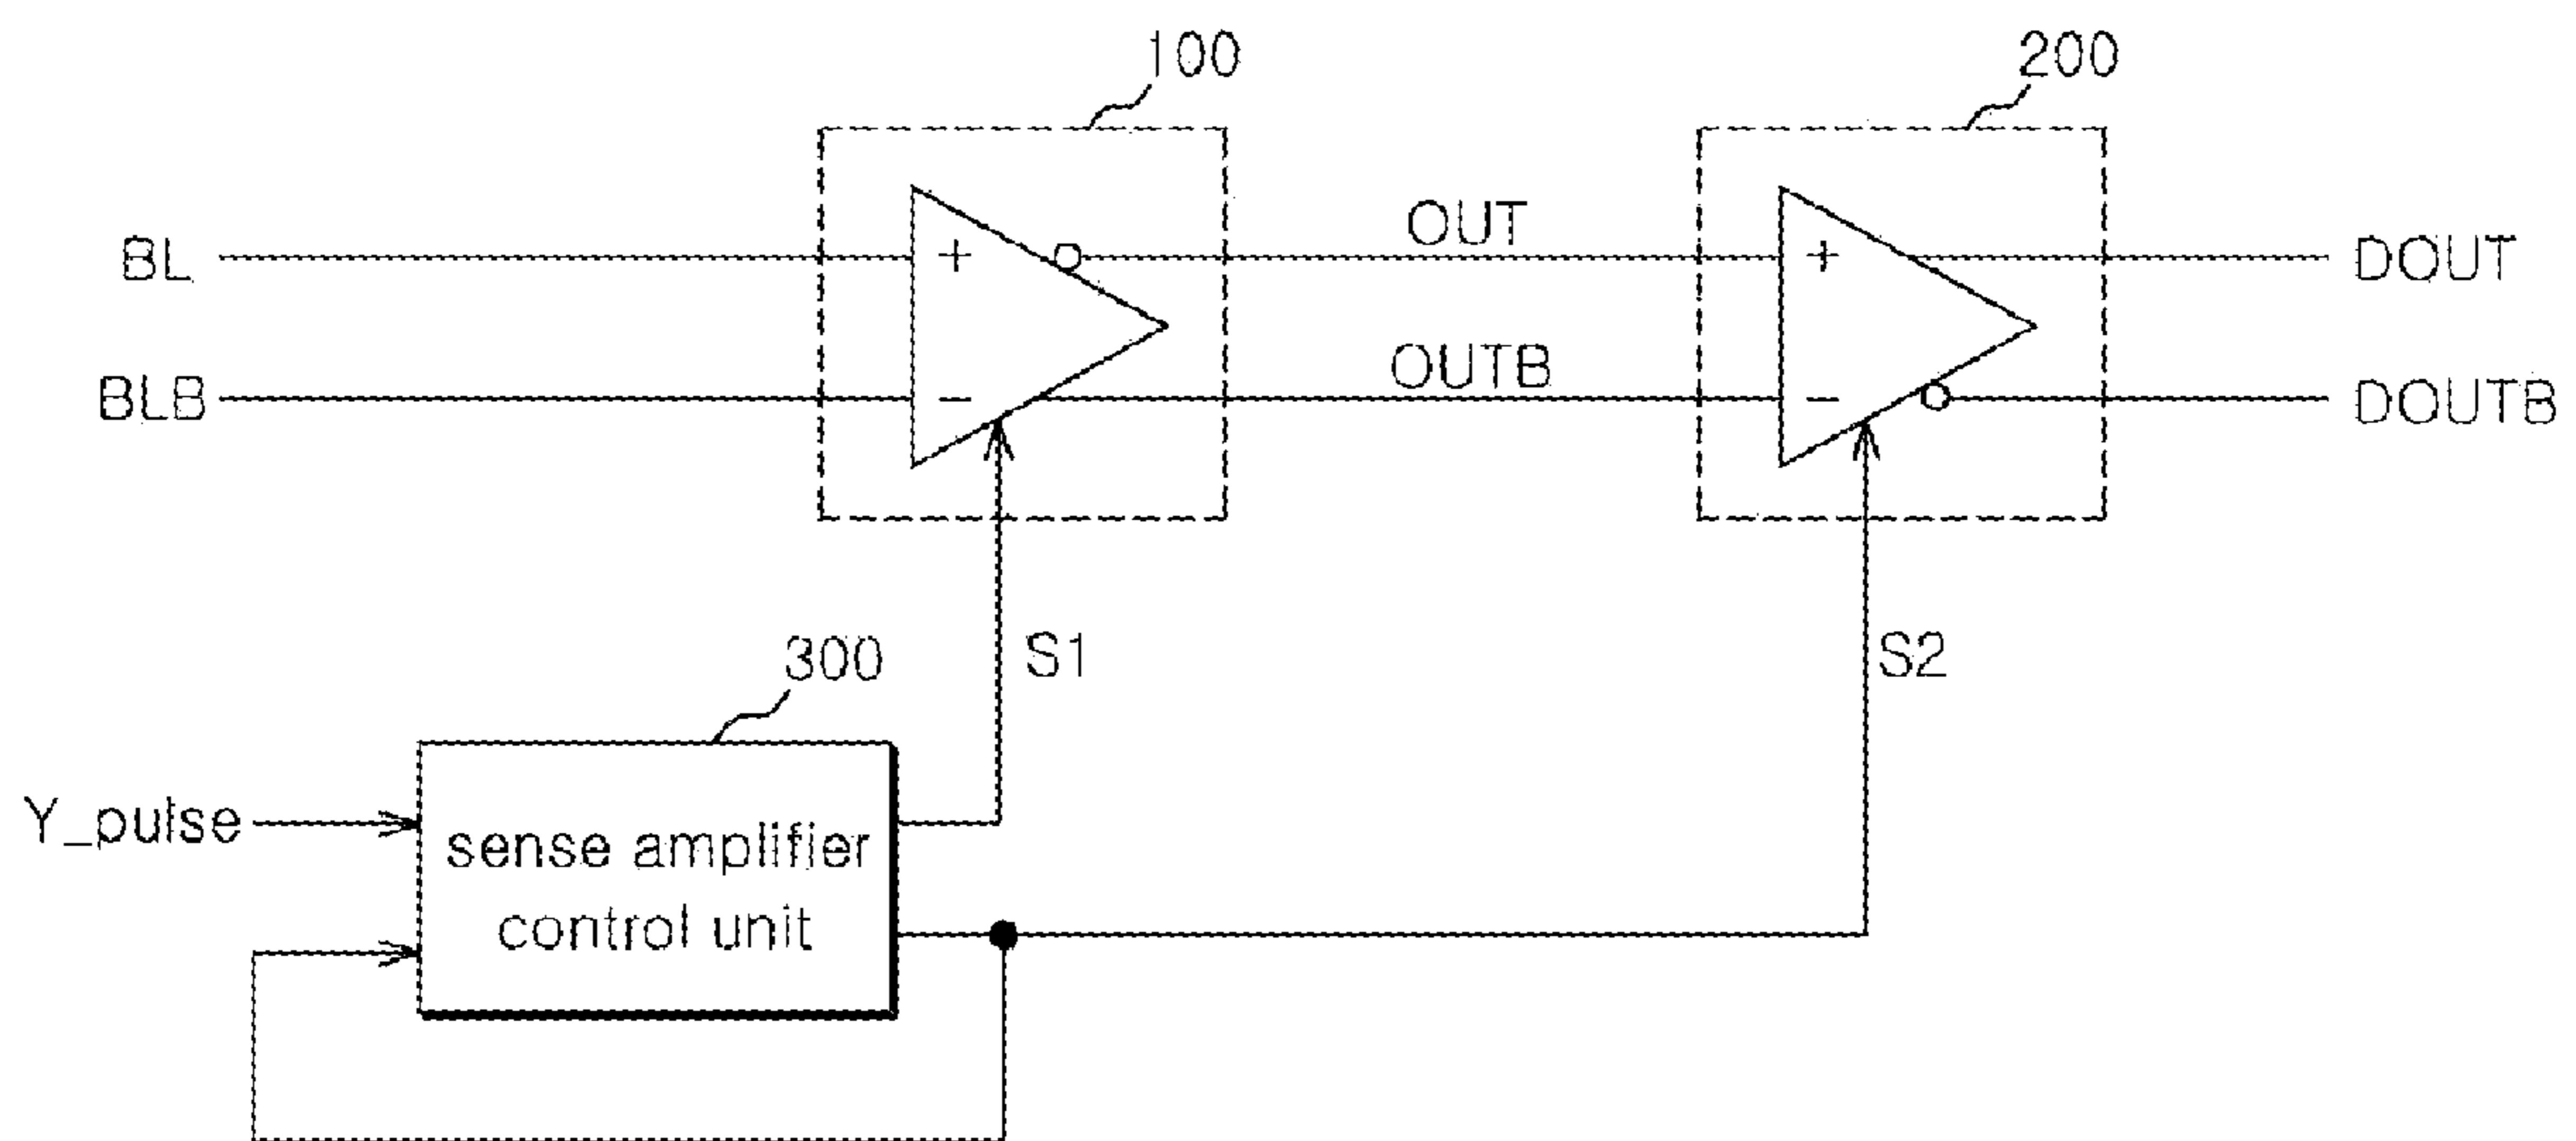 100
200
BL
+
OUT
+
DOUT
BLB
−
OUTB
−
DOUTB
300
S1
S2
Y_pulse
sense amplifier
control unit